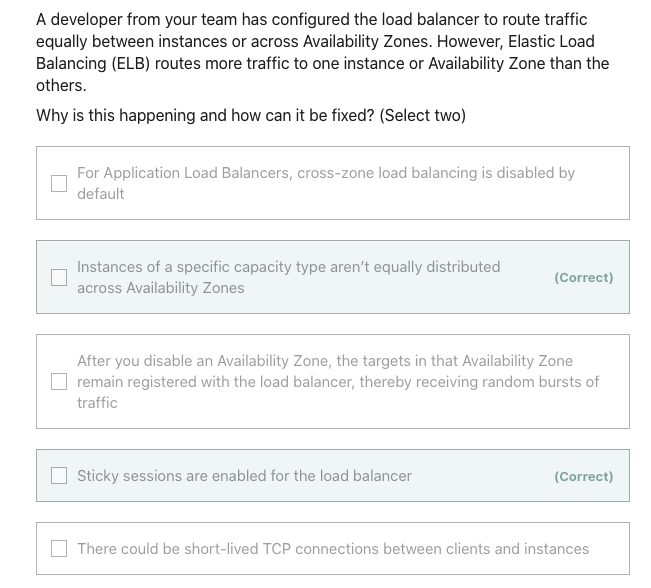 A developer from your team has configured the load balancer to route traffic
equally between instances or across Availability Zones. However, Elastic Load
Balancing (ELB) routes more traffic to one instance or Availability Zone than the
others.
Why is this happening and how can it be fixed? (Select two)
For Application Load Balancers, cross-zone load balancing is disabled by
default
Instances of a specific capacity type aren’t equally distributed
across Availability Zones
(Correct)
After you disable an Availability Zone, the targets in that Availability Zone
remain registered with the load balancer, thereby receiving random bursts of
traffic
Sticky sessions are enabled for the load balancer
(Correct)
There could be short-lived TCP connections between clients and instances